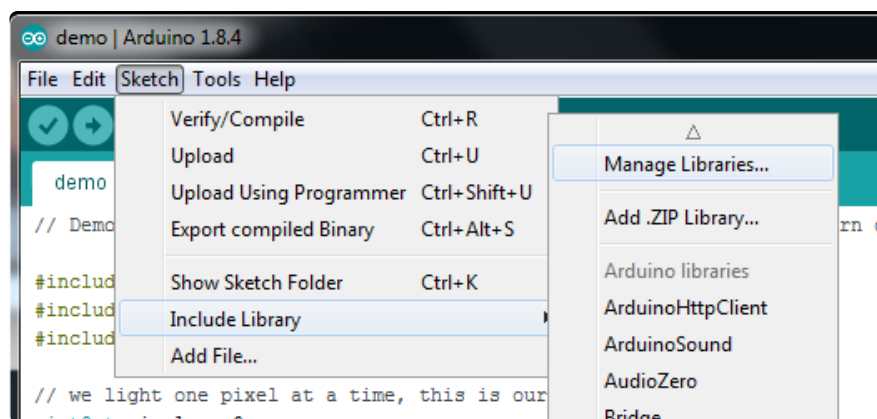 demo | Arduino 1.8.4
File Edit Sketch Tools Help
Verify/Compile Ctrl+R
Upload Ctrl+U
Upload Using Programmer Ctrl+Shift+U
Export compiled Binary Ctrl+Alt+S
Show Sketch Folder Ctrl+K
Include Library
Add File...
Manage Libraries...
Add .ZIP Library...
Arduino libraries
ArduinoHttpClient
ArduinoSound
AudioZero
Bridge
demo
// Demo
rn
#includ
#includ
#includ
// we light one pixel at a time, this is our